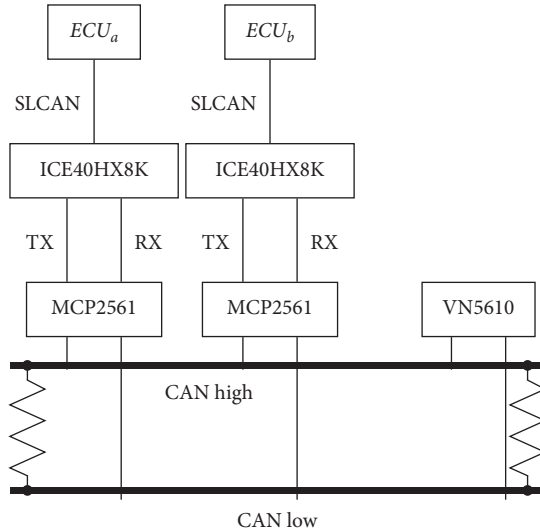 ECUa ECUb
SLCAN SLCAN
ICE40HX8K ICE40HX8K
TX RX TX RX
MCP2561 MCP2561 VN5610
CAN high
CAN low